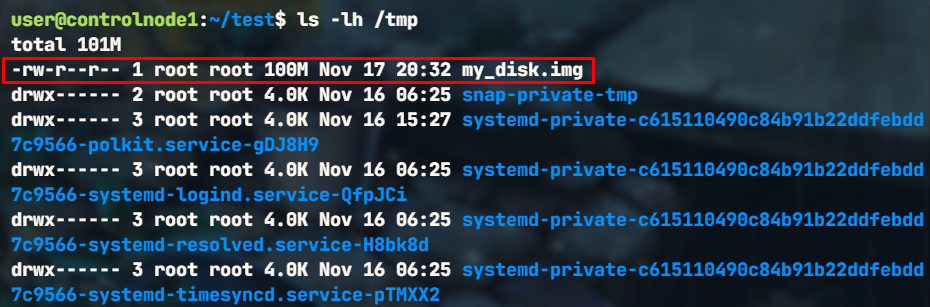 user@controlnode1:~/test$ ls -lh /tmp
total 101M
-rw-r--r-- 1 root root 100M Nov 17 20:32 my_disk.img
drwx------ 2 root root 4.0K Nov 16 06:25 snap-private-tmp
drwx------ 3 root root 4.0K Nov 16 15:27 systemd-private-c615110490c84b91b22ddfebdd
7c9566-polkit.service-gDJ8H9
drwx------ 3 root root 4.0K Nov 16 06:25 systemd-private-c615110490c84b91b22ddfebdd
7c9566-systemd-logind.service-QfpJCi
drwx------ 3 root root 4.0K Nov 16 06:25 systemd-private-c615110490c84b91b22ddfebdd
7c9566-systemd-resolved.service-H8bk8d
drwx------ 3 root root 4.0K Nov 16 06:25 systemd-private-c615110490c84b91b22ddfebdd
7c9566-systemd-timesyncd.service-pTMXX2